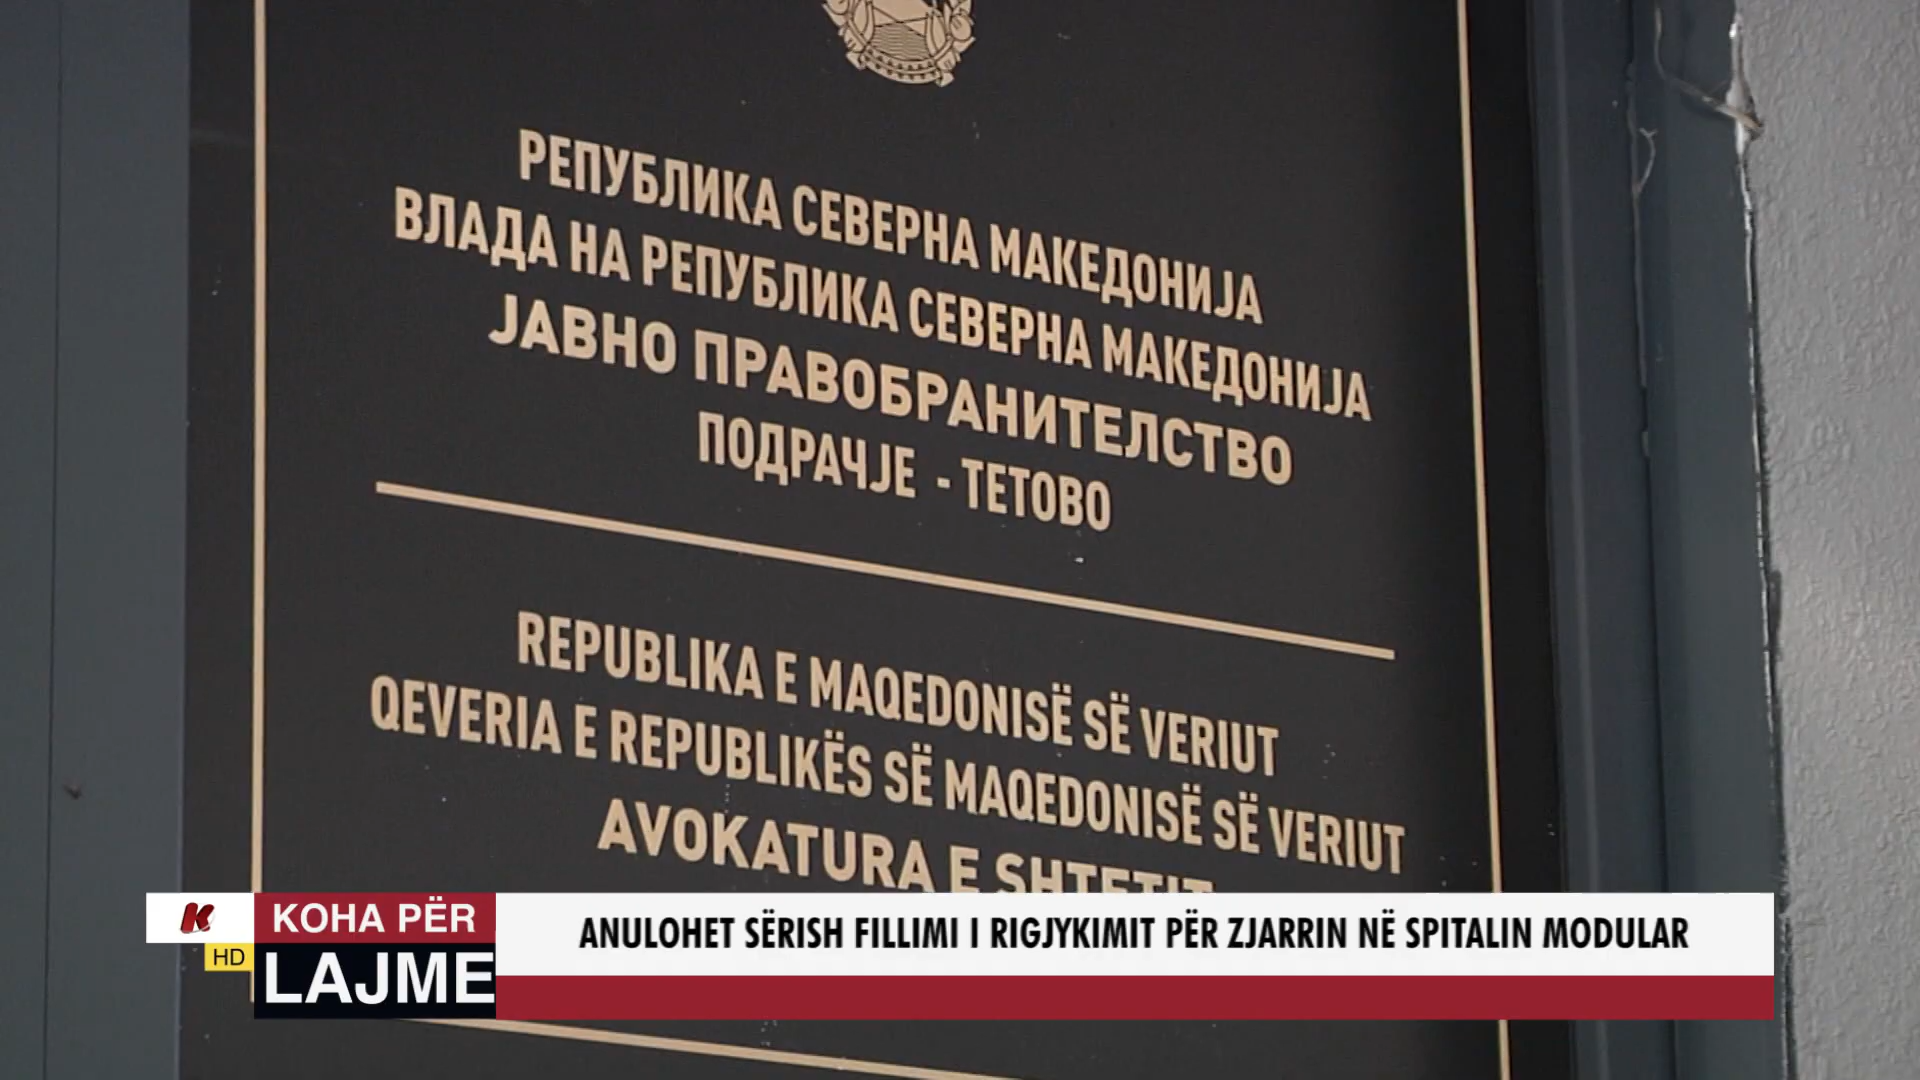 РЕПУБЛИКА СЕВЕРНА МАКЕДОНИЈА
ВЛАДА НА РЕПУБЛИКА СЕВЕРНА МАКЕДОНИЈА
ЈАВНО ПРАВОБРАНИТЕЛСТВО
ПОДРАЧЈЕ - ТЕТОВО
REPUBLIKA E MAQEDONISË SË VERIUT
QEVERIA E REPUBLIKËS SË MAQEDONISË SË VERIUT
AVOKATURA E SHTETIT
K
HD
KOHA PËR
LAJME
ANULOHET SËRISH FILLIMI I RIGJYKIMIT PËR ZJARRIN NË SPITALIN MODULAR